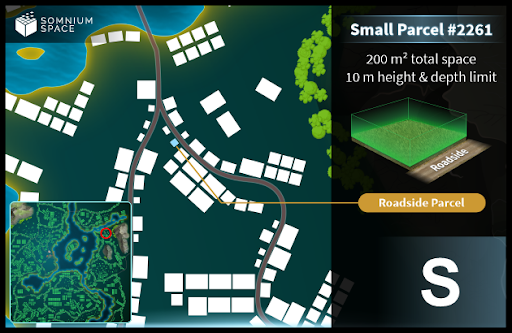 SOMNIUM
SPACE
Small Parcel #2261
200 m² total space
10 m height & depth limit
Roadside
Roadside Parcel
S